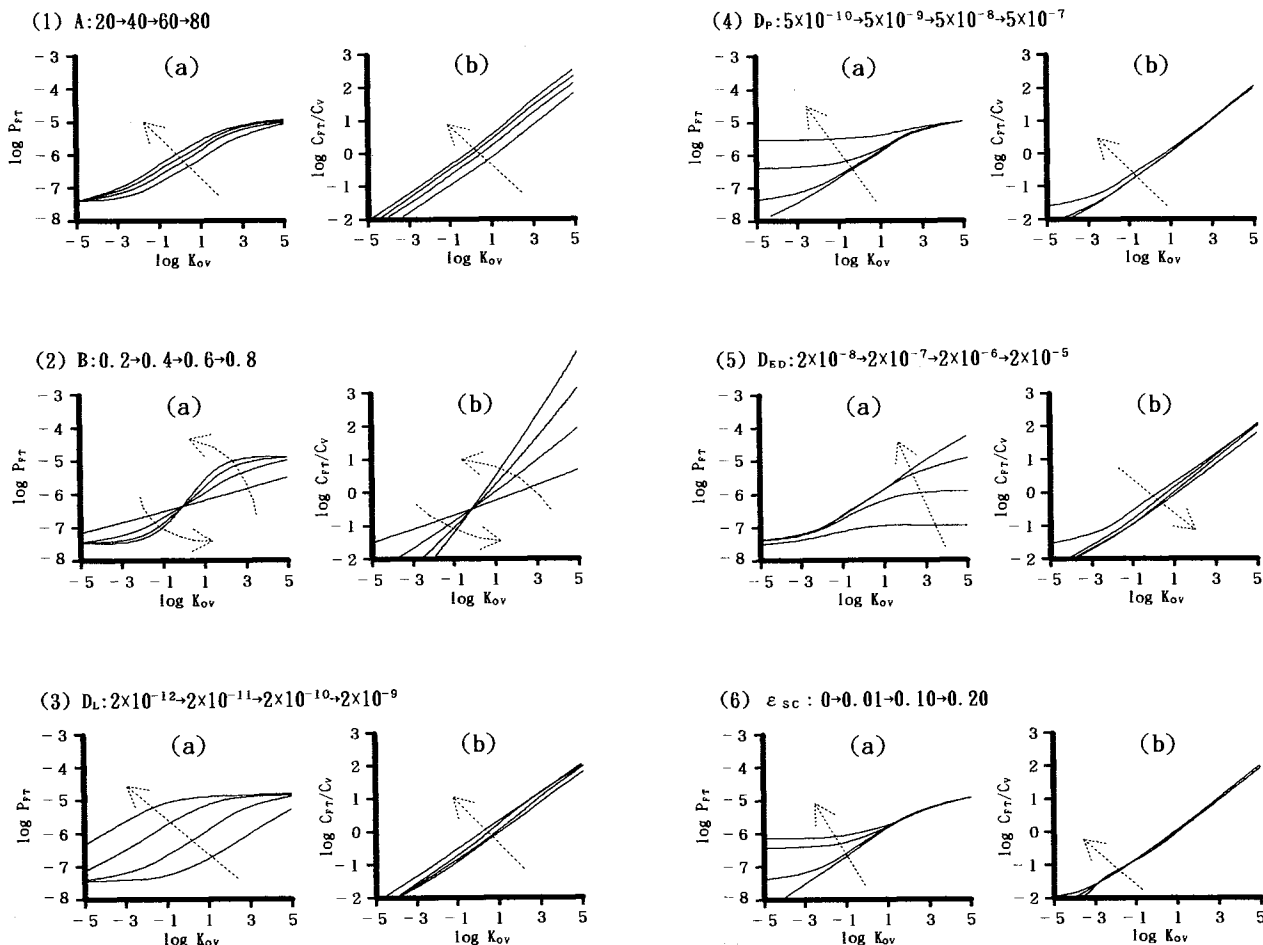 (1) A:20→40→60→80
(a)
log P_FT
-3
-4
-5
-6
-7
-8
-5 -3 -1 1 3 5
log K_OV
(b)
log C_FT/C_V
3
2
1
0
-1
-2
-5 -3 -1 1 3 5
log K_OV
(4) D_P:5×10⁻¹⁰→5×10⁻⁹→5×10⁻⁸→5×10⁻⁷
(a)
log P_FT
-3
-4
-5
-6
-7
-8
-5 -3 -1 1 3 5
log K_OV
(b)
log C_FT/C_V
3
2
1
0
-1
-2
-5 -3 -1 1 3 5
log K_OV
(2) B:0.2→0.4→0.6→0.8
(a)
log P_FT
-3
-4
-5
-6
-7
-8
-5 -3 -1 1 3 5
log K_OV
(b)
log C_FT/C_V
3
2
1
0
-1
-2
-5 -3 -1 1 3 5
log K_OV
(5) D_ED:2×10⁻⁸→2×10⁻⁷→2×10⁻⁶→2×10⁻⁵
(a)
log P_FT
-3
-4
-5
-6
-7
-8
-5 -3 -1 1 3 5
log K_OV
(b)
log C_FT/C_V
3
2
1
0
-1
-2
-5 -3 -1 1 3 5
log K_OV
(3) D_L:2×10⁻¹²→2×10⁻¹¹→2×10⁻¹⁰→2×10⁻⁹
(a)
log P_FT
-3
-4
-5
-6
-7
-8
-5 -3 -1 1 3 5
log K_OV
(b)
log C_FT/C_V
3
2
1
0
-1
-2
-5 -3 -1 1 3 5
log K_OV
(6) ε_SC: 0→0.01→0.10→0.20
(a)
log P_FT
-3
-4
-5
-6
-7
-8
-5 -3 -1 1 3 5
log K_OV
(b)
log C_FT/C_V
3
2
1
0
-1
-2
-5 -3 -1 1 3 5
log K_OV